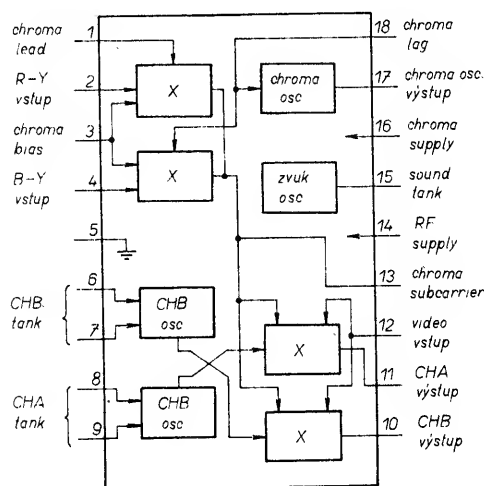 chroma lead 1
R-Y vstup 2
chroma bias 3
B-Y vstup 4
5
CHB tank 6
7
CHA tank 8
9
X
X
chroma osc
zvuk osc
CHB osc
CHB osc
X
X
18 chroma lag
17 chroma osc. výstup
16 chroma supply
15 sound tank
14 RF supply
13 chroma subcarrier
12 video vstup
11 CHA výstup
10 CHB výstup